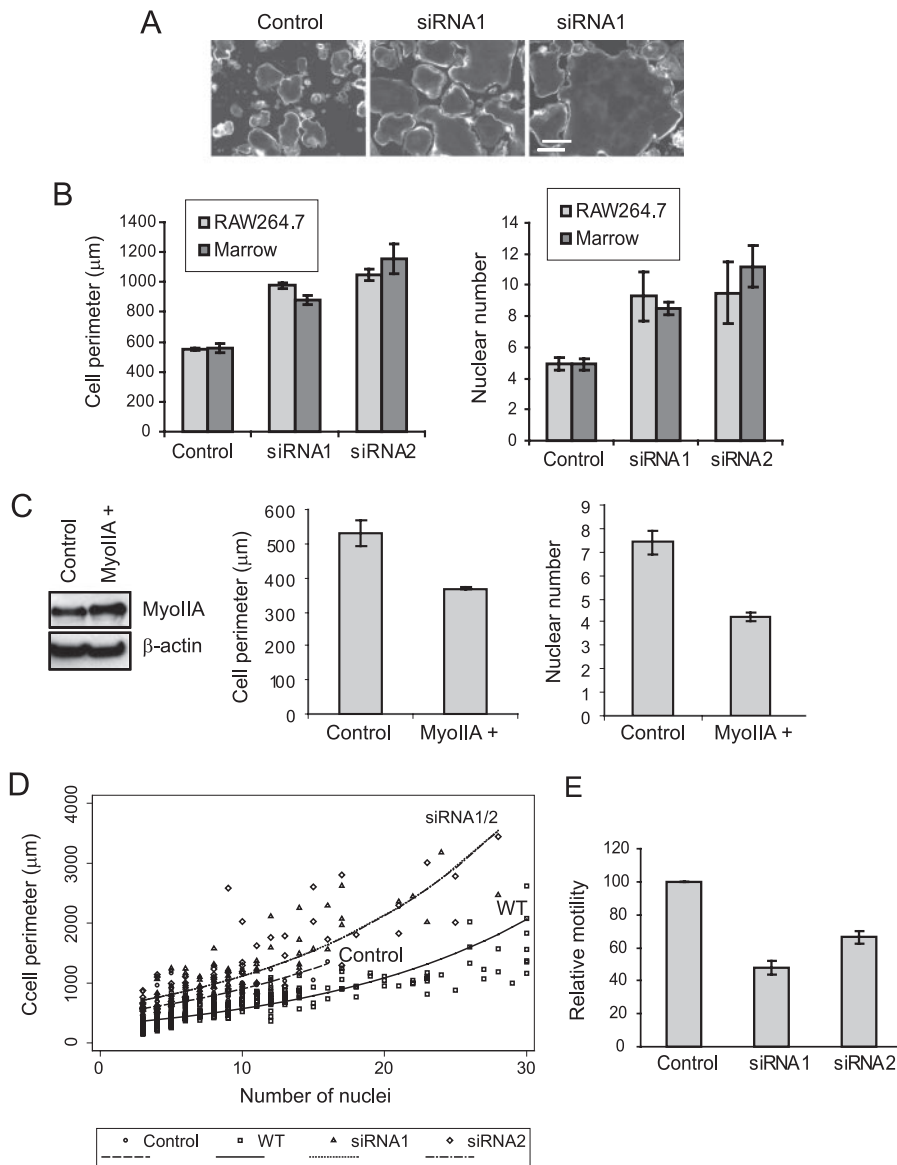 A
Control siRNA1 siRNA1
B
RAW264.7
Marrow
Cell perimeter (μm)
1400
1200
1000
800
600
400
200
0
Control siRNA1 siRNA2
RAW264.7
Marrow
Nuclear number
14
12
10
8
6
4
2
0
Control siRNA1 siRNA2
C
Control
MyoIIA +
MyoIIA
β-actin
Cell perimeter (μm)
600
500
400
300
200
100
0
Control MyoIIA +
Nuclear number
9
8
7
6
5
4
3
2
1
0
Control MyoIIA +
D
Ccell perimeter (μm)
4000
3000
2000
1000
0
siRNA1/2
WT
Control
0 10 20 30
Number of nuclei
Control WT siRNA1 siRNA2
E
Relative motility
120
100
80
60
40
20
0
Control siRNA1 siRNA2